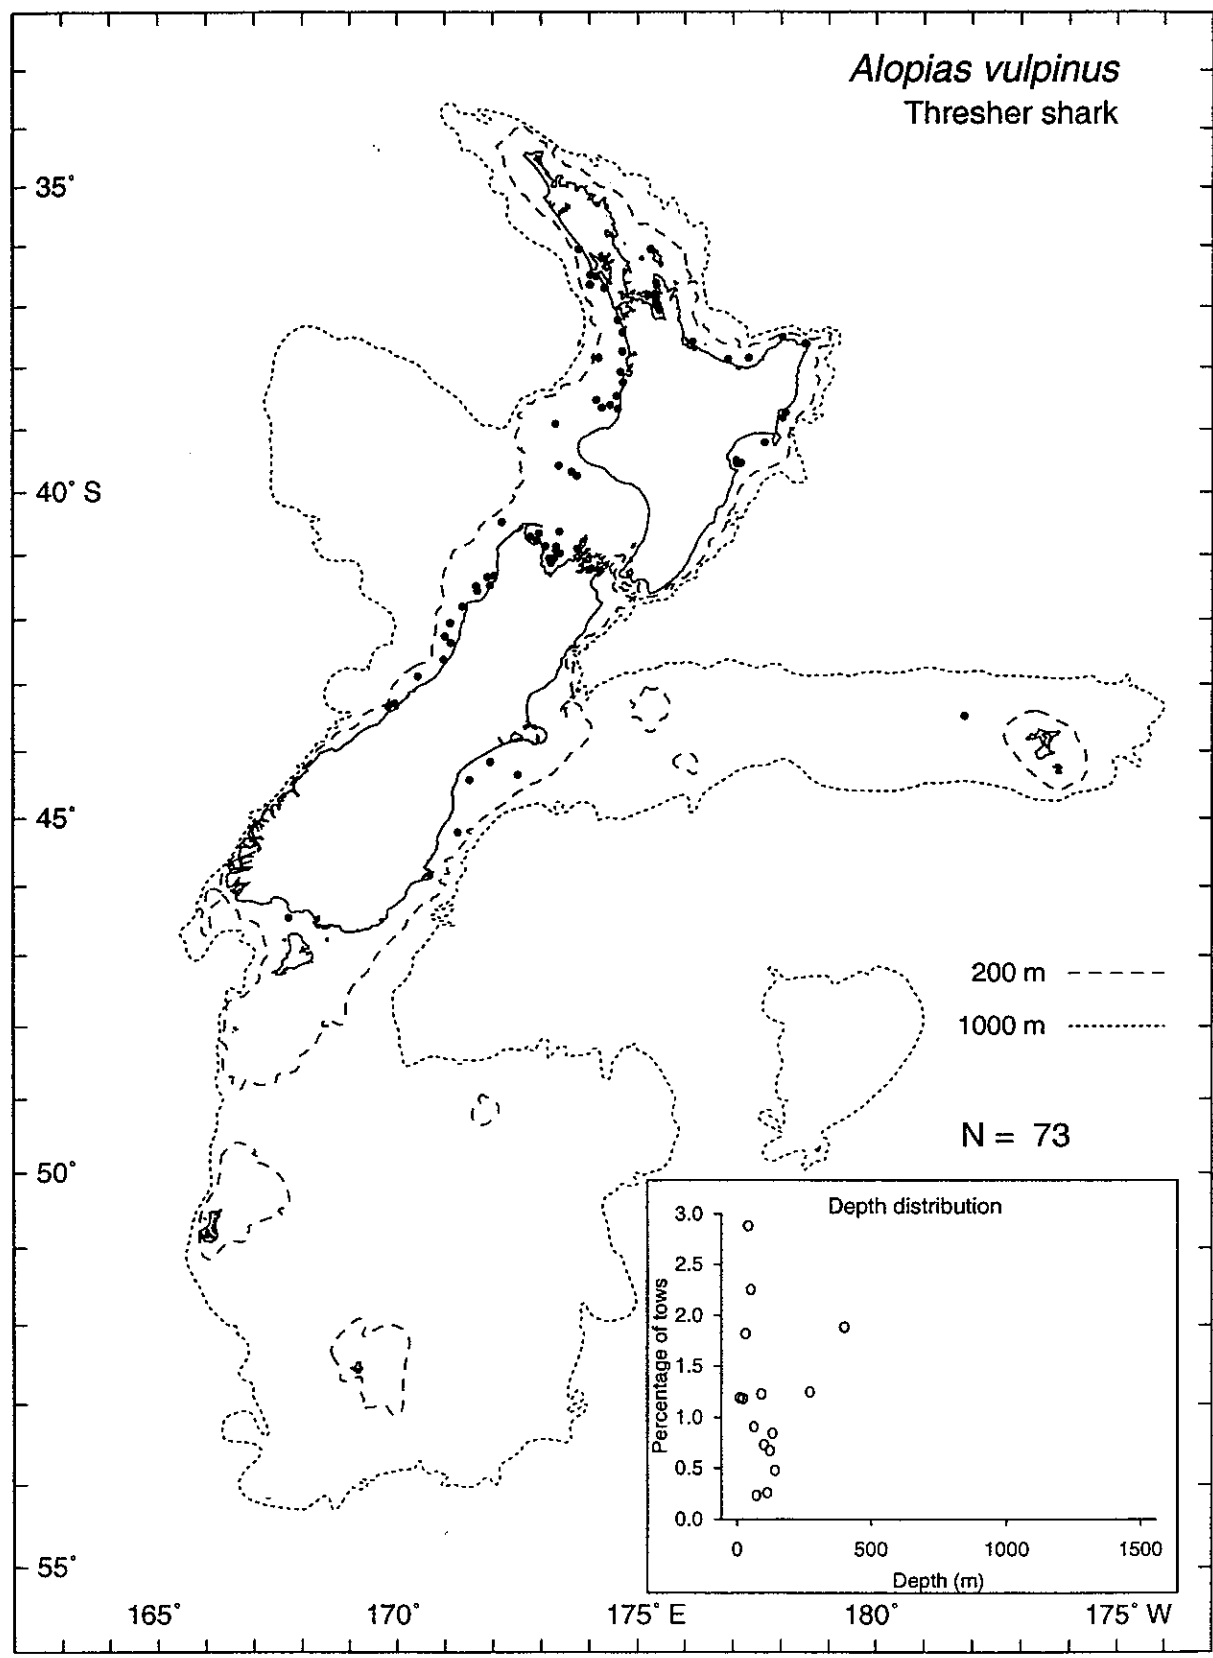 Alopias vulpinus
Thresher shark
35°
40° S
45°
50°
55°
165°
170°
175° E
180°
175° W
200 m
1000 m
N = 73
Depth distribution
Percentage of tows
3.0
2.5
2.0
1.5
1.0
0.5
0.0
0
500
1000
1500
Depth (m)